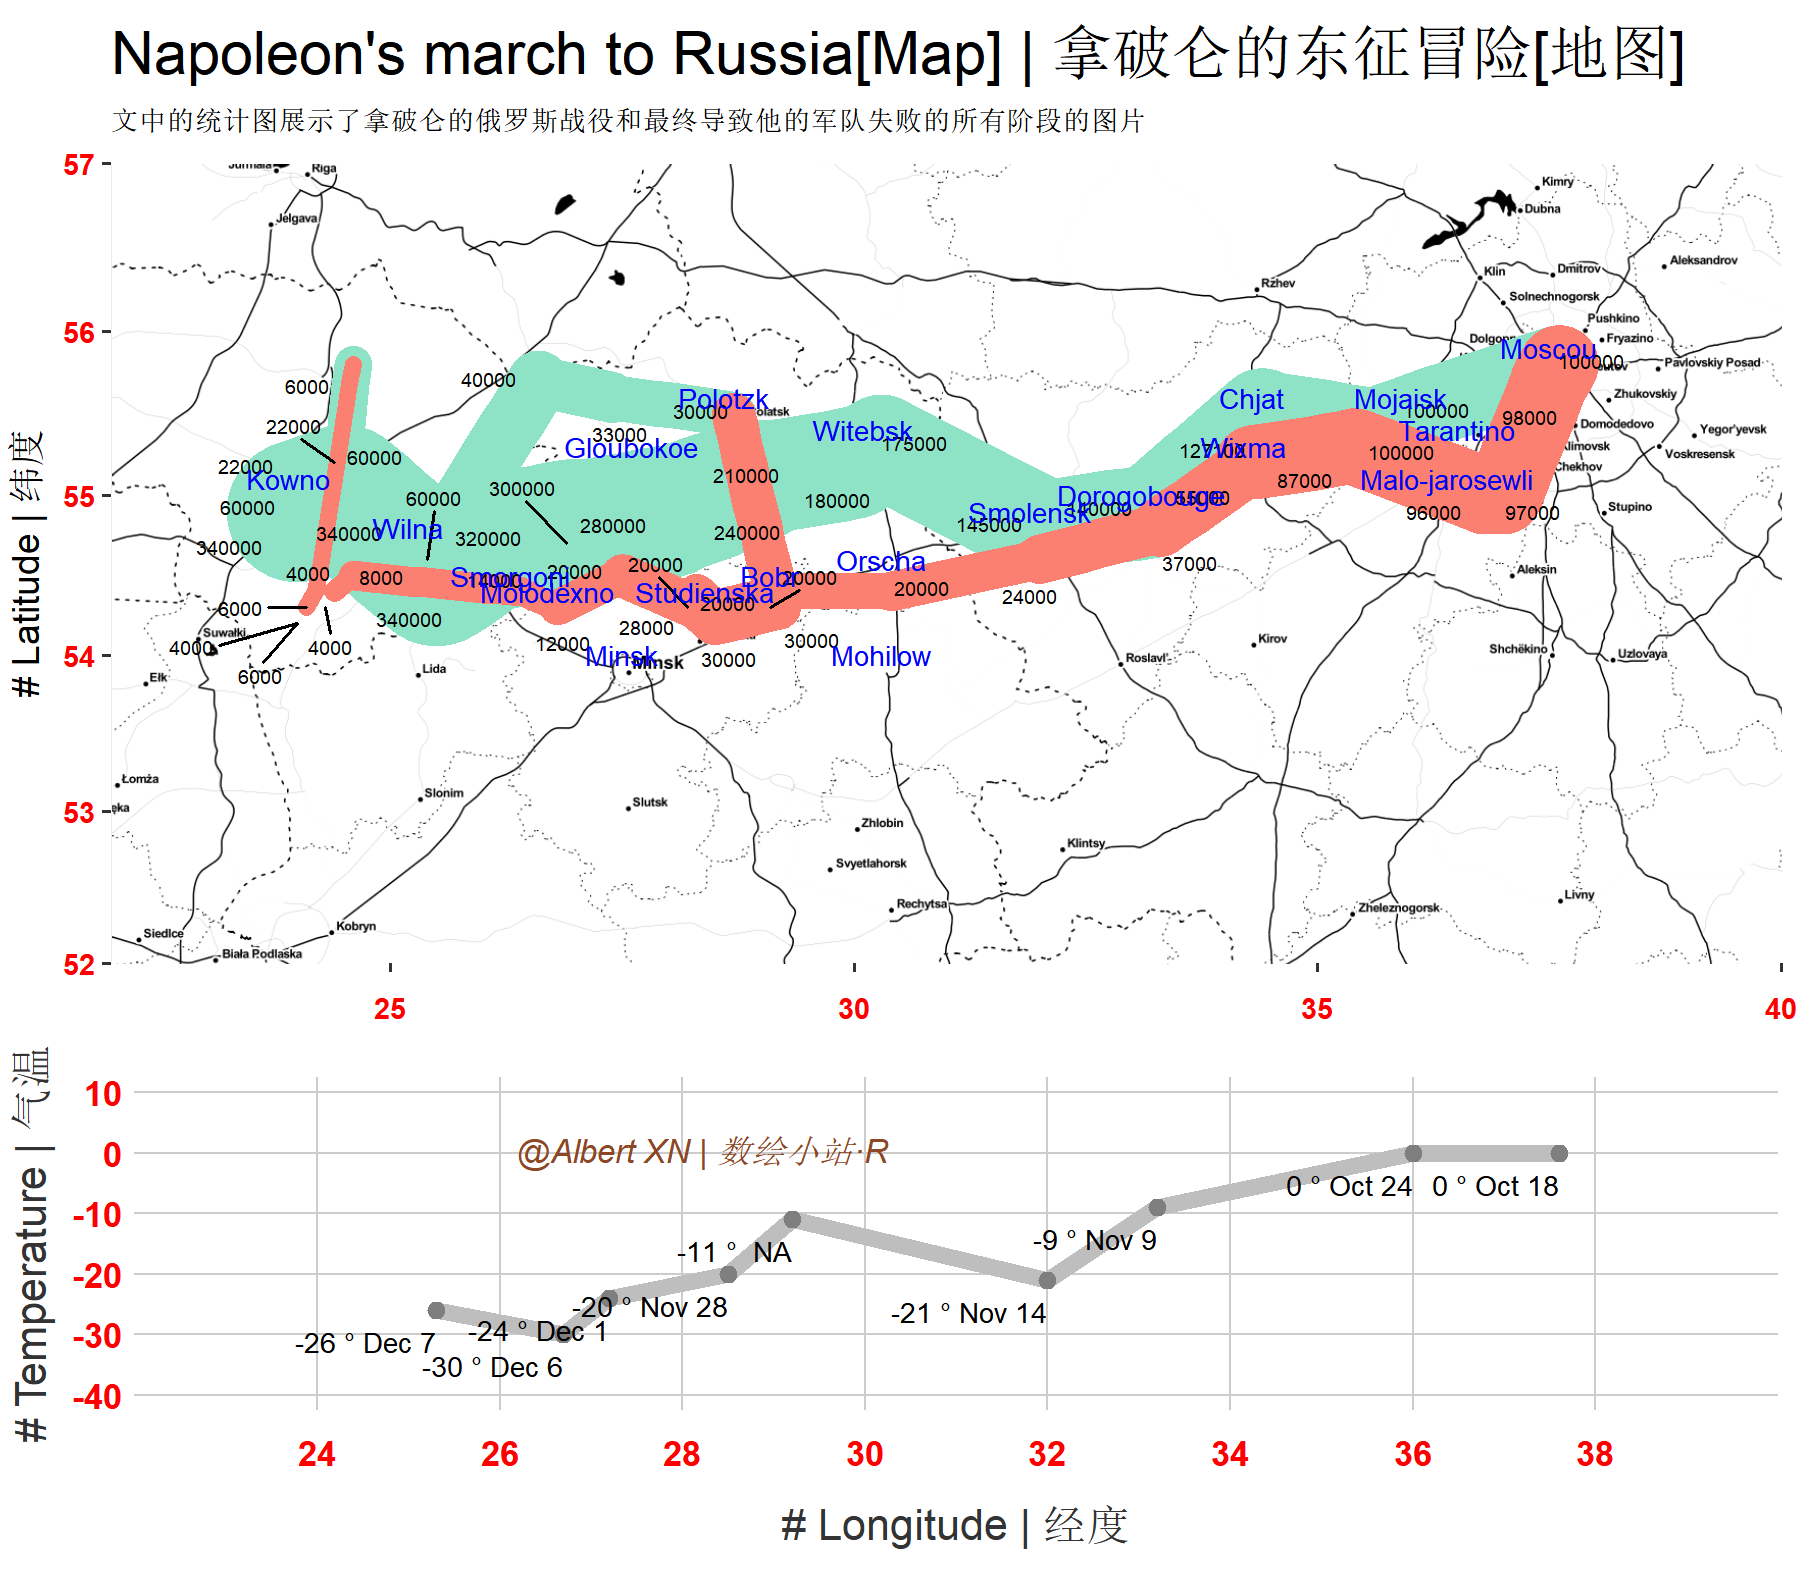 Napoleon's march to Russia[Map] | 拿破仑的东征冒险[地图]
文中的统计图展示了拿破仑的俄罗斯战役和最终导致他的军队失败的所有阶段的图片
# Latitude | 纬度
57
56
55
54
53
52
25
30
35
40
Jurmala
Riga
Jelgava
Kimry
Dubna
Aleksandrov
Klin
Dmitrov
Rzhev
Solnechnogorsk
Pushkino
Fryazino
Pavlovskiy Posad
Zhukovskiy
Domodedovo
Yegor'yevsk
Voskresensk
Chekhov
Stupino
Aleksin
Suwałki
Ełk
Lida
Minsk
Roslavl'
Kirov
Shchëkino
Uzlovaya
Łomża
Slonim
Slutsk
Zhlobin
Svyetlahorsk
Klintsy
Rechytsa
Zheleznogorsk
Livny
Siedlce
Biała Podlaska
Kobryn
Moscou
100000
6000
40000
Polotzk
30000
Chjat
Mojaisk
100000
98000
22000
33000
Witebsk
175000
Tarantino
Gloubokoe
127100
Wixma
100000
22000
60000
Kowno
210000
87000
Malo-jarosewli
60000
60000
300000
180000
Dorogobouge
55000
96000
97000
340000
Wilna
280000
240000
145000
Smolensk
140000
340000
320000
Orscha
37000
4000
8000
Smorgoni
14000
20000
20000
Bobr
20000
20000
24000
Molodexno
Studienska
20000
6000
340000
28000
30000
4000
4000
12000
Minsk
30000
Mohilow
6000
# Temperature | 气温
10
0
-10
-20
-30
-40
@Albert XN | 数绘小站·R
0 ° Oct 24
0 ° Oct 18
-9 ° Nov 9
-11 ° NA
-21 ° Nov 14
-20 ° Nov 28
-24 ° Dec 1
-26 ° Dec 7
-30 ° Dec 6
24
26
28
30
32
34
36
38
# Longitude | 经度